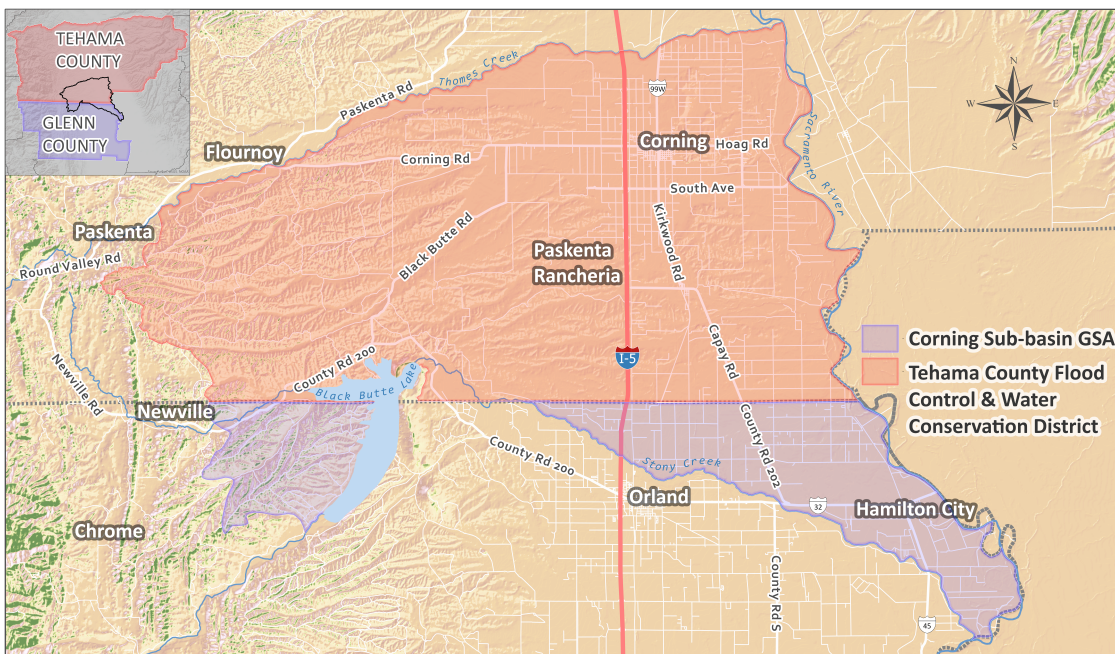 TEHAMA
COUNTY
GLENN
COUNTY
Thomes Creek
Paskenta Rd
99W
N
W
E
S
Flournoy
Corning Rd
Corning
Hoag Rd
Sacramento River
South Ave
Paskenta
Round Valley Rd
Black Butte Rd
Kirkwood Rd
Paskenta
Rancheria
Newville Rd
County Rd 200
I-5
Capay Rd
Corning Sub-basin GSA
Tehama County Flood
Control & Water
Conservation District
Black Butte Lake
Newville
County Rd 200
Stony Creek
County Rd 202
Orland
32
Hamilton City
Chrome
County Rd S
45